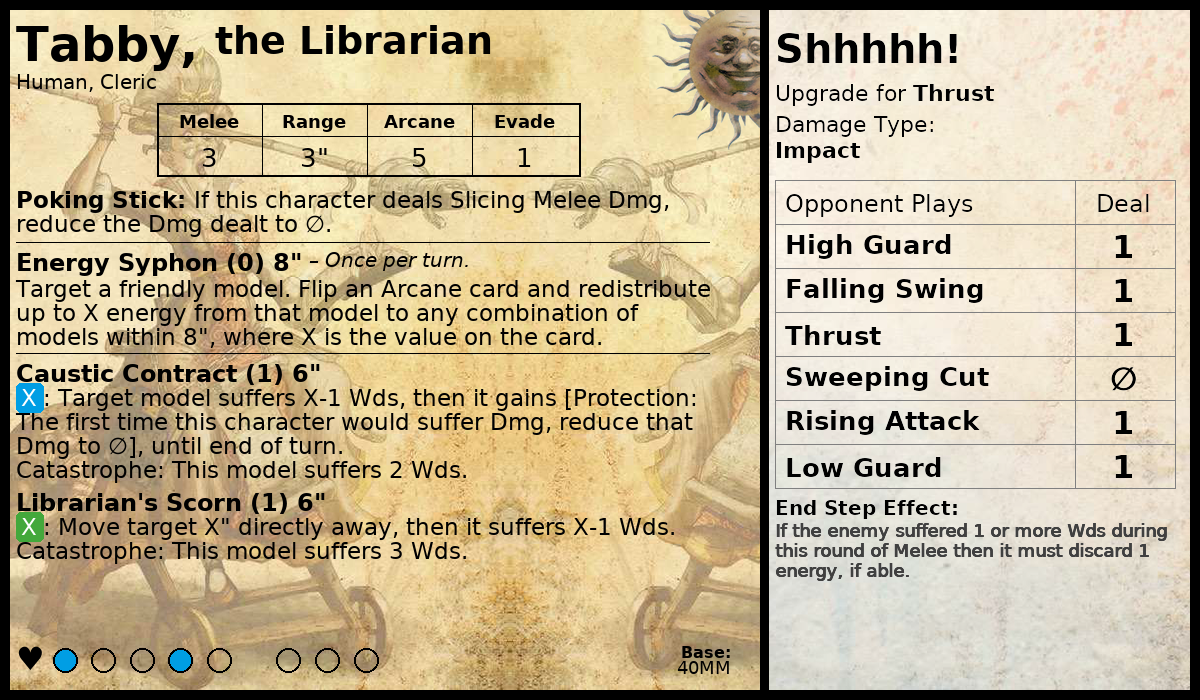 Tabby, the Librarian
Human, Cleric
Melee Range Arcane Evade
3 3" 5 1
Poking Stick: If this character deals Slicing Melee Dmg,
reduce the Dmg dealt to ∅.
Energy Syphon (0) 8" – Once per turn.
Target a friendly model. Flip an Arcane card and redistribute
up to X energy from that model to any combination of
models within 8", where X is the value on the card.
Caustic Contract (1) 6"
X: Target model suffers X-1 Wds, then it gains [Protection:
The first time this character would suffer Dmg, reduce that
Dmg to ∅], until end of turn.
Catastrophe: This model suffers 2 Wds.
Librarian's Scorn (1) 6"
X: Move target X" directly away, then it suffers X-1 Wds.
Catastrophe: This model suffers 3 Wds.
Base:
40MM
Shhhhh!
Upgrade for Thrust
Damage Type:
Impact
Opponent Plays Deal
High Guard 1
Falling Swing 1
Thrust 1
Sweeping Cut ∅
Rising Attack 1
Low Guard 1
End Step Effect:
If the enemy suffered 1 or more Wds during
this round of Melee then it must discard 1
energy, if able.